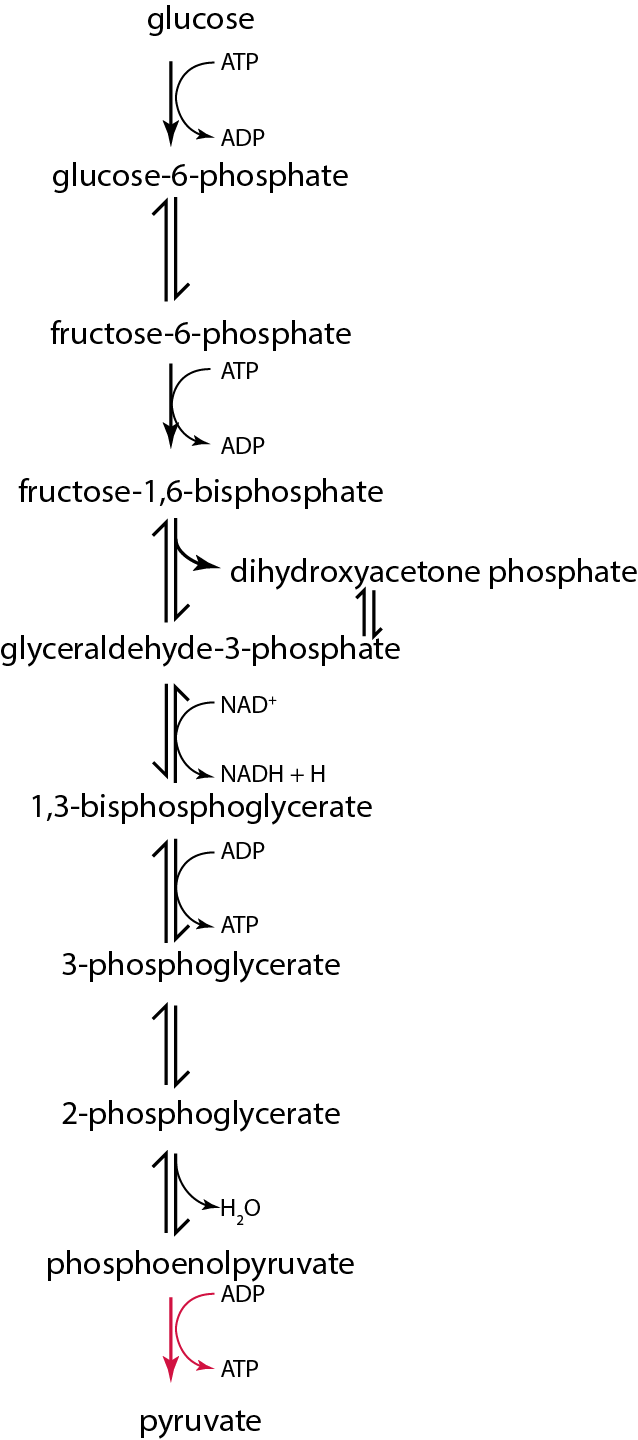 glucose
ATP
ADP
glucose-6-phosphate
fructose-6-phosphate
ATP
ADP
fructose-1,6-bisphosphate
dihydroxyacetone phosphate
glyceraldehyde-3-phosphate
NAD⁺
NADH + H
1,3-bisphosphoglycerate
ADP
ATP
3-phosphoglycerate
2-phosphoglycerate
H₂O
phosphoenolpyruvate
ADP
ATP
pyruvate